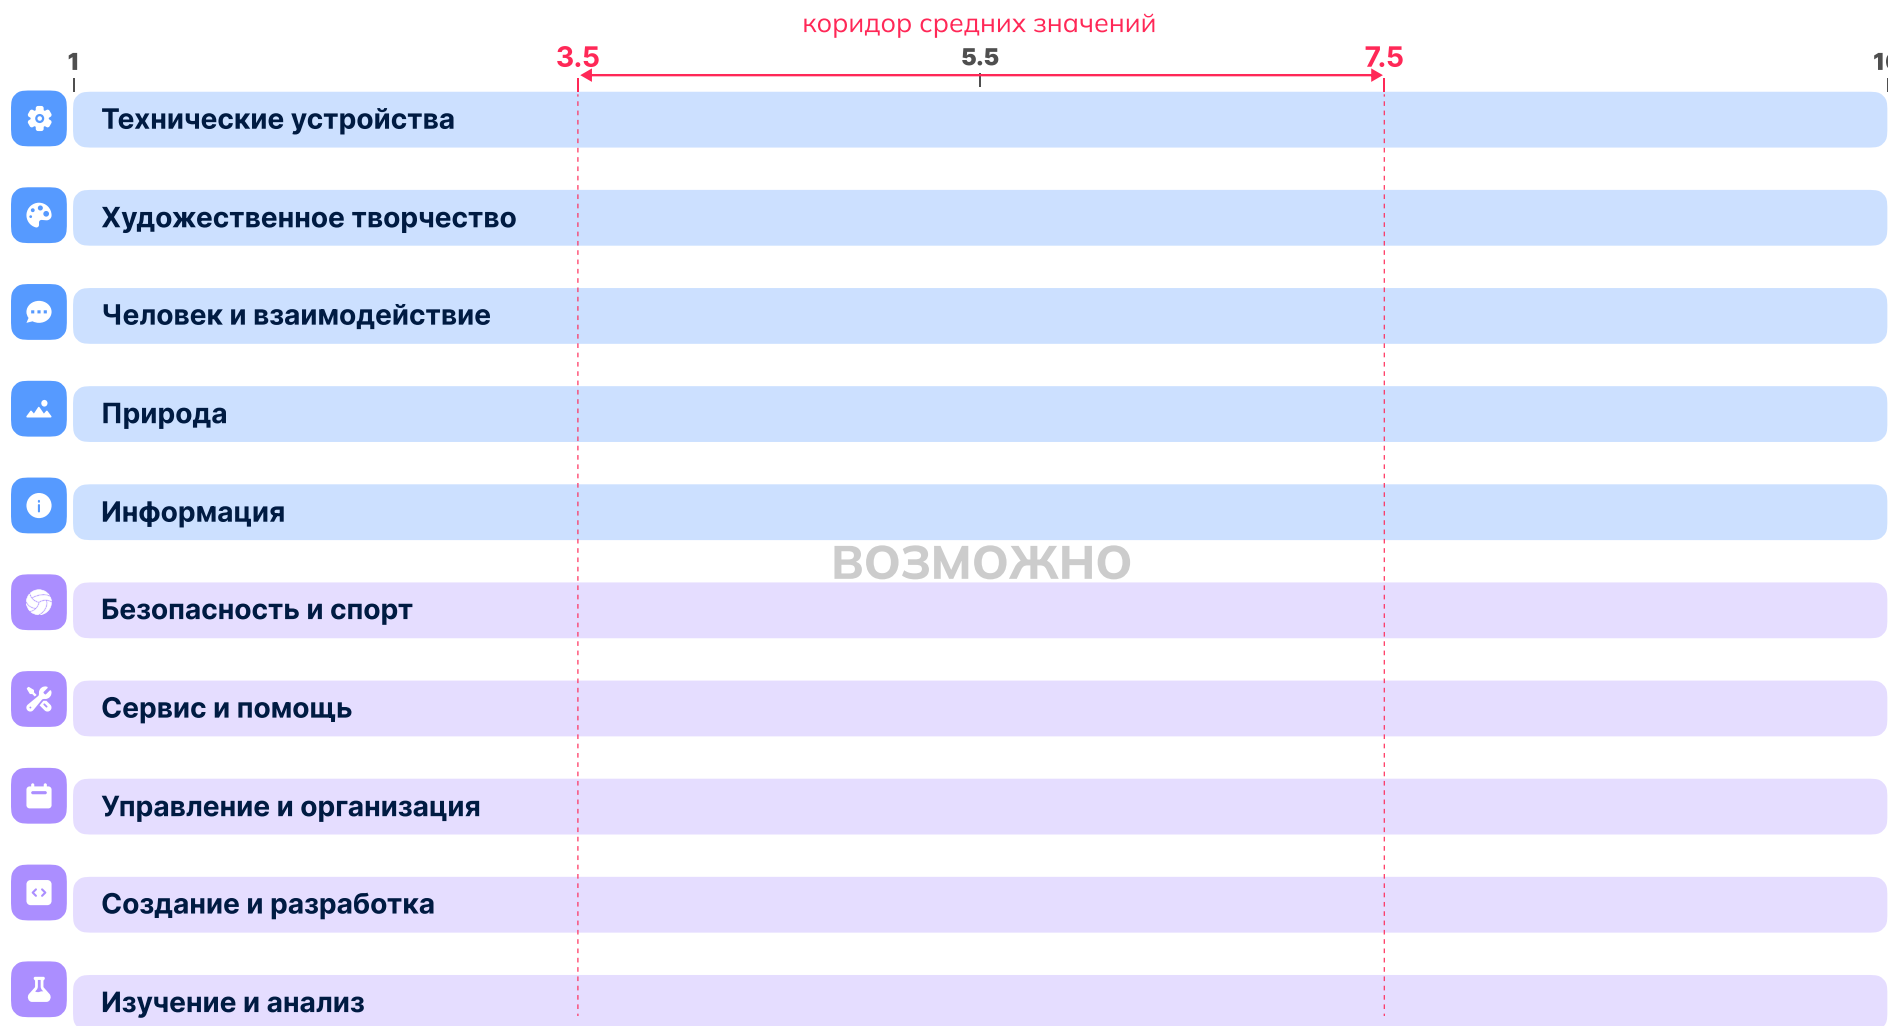 коридор средних значений
1 3.5 5.5 7.5
Технические устройства
Художественное творчество
Человек и взаимодействие
Природа
Информация
ВОЗМОЖНО
Безопасность и спорт
Сервис и помощь
Управление и организация
Создание и разработка
Изучение и анализ